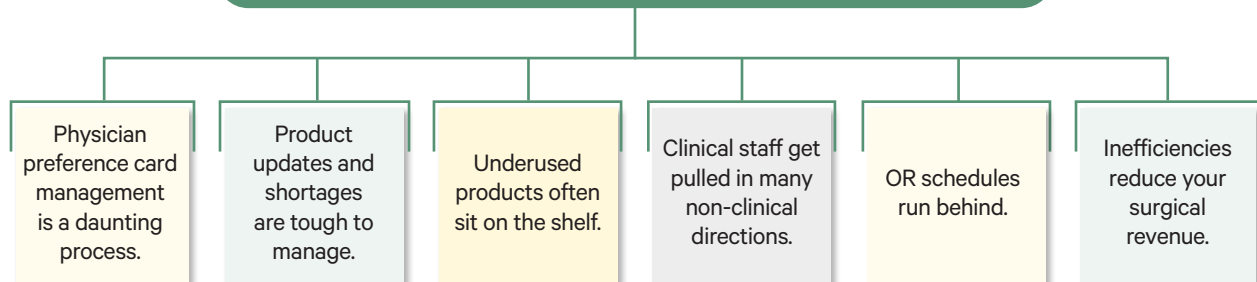 Physician
preference card
management
is a daunting
process.
Product
updates and
shortages
are tough to
manage.
Underused
products often
sit on the shelf.
Clinical staff get
pulled in many
non-clinical
directions.
OR schedules
run behind.
Inefficiencies
reduce your
surgical
revenue.